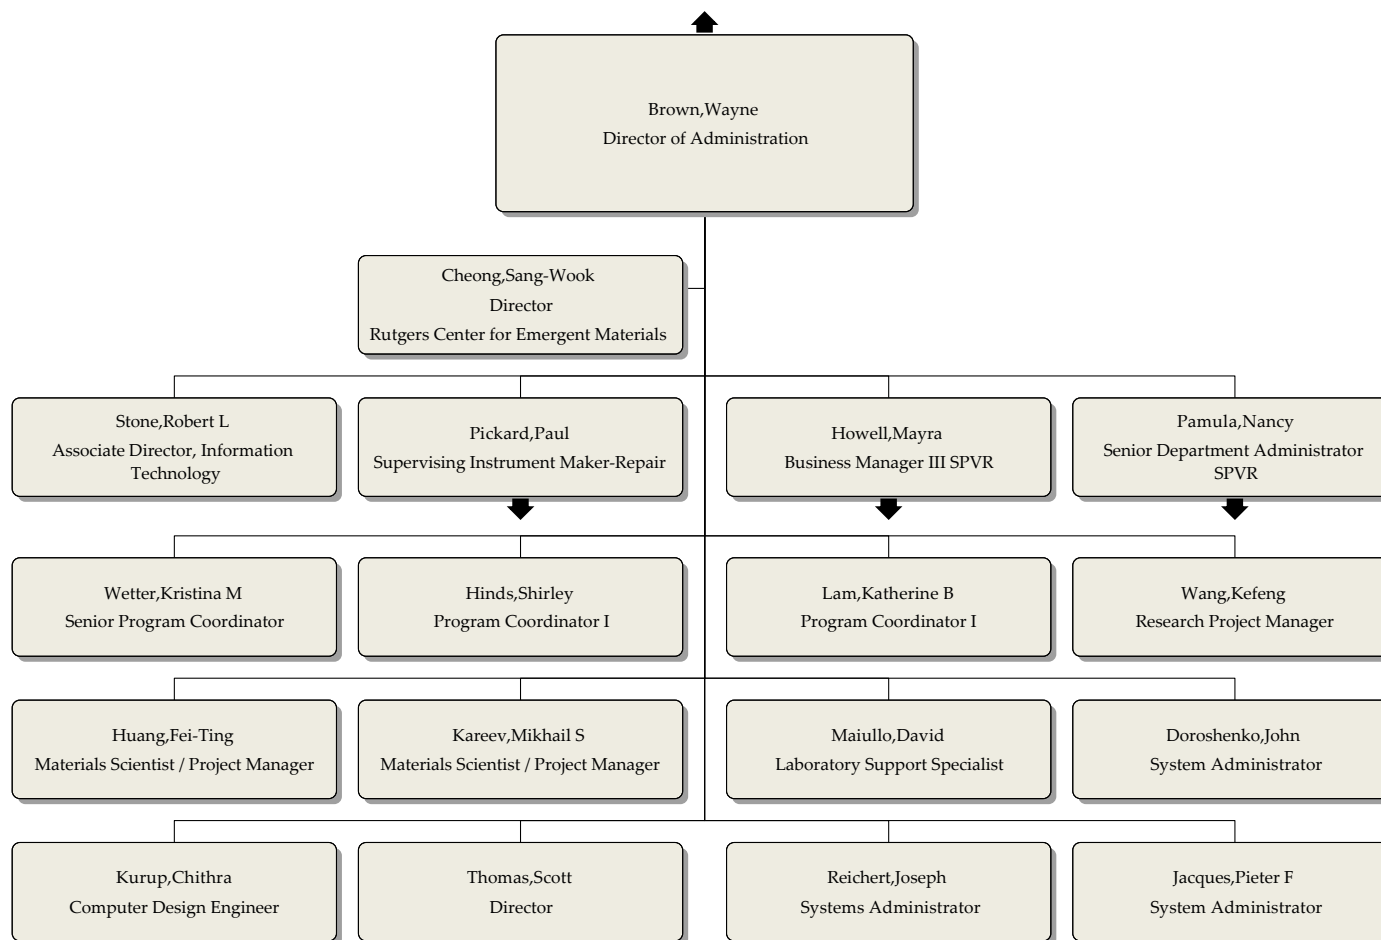 Brown,Wayne
Director of Administration
Cheong,Sang-Wook
Director
Rutgers Center for Emergent Materials
Stone,Robert L
Associate Director, Information
Technology
Pickard,Paul
Supervising Instrument Maker-Repair
Howell,Mayra
Business Manager III SPVR
Pamula,Nancy
Senior Department Administrator
SPVR
Wetter,Kristina M
Senior Program Coordinator
Hinds,Shirley
Program Coordinator I
Lam,Katherine B
Program Coordinator I
Wang,Kefeng
Research Project Manager
Huang,Fei-Ting
Materials Scientist / Project Manager
Kareev,Mikhail S
Materials Scientist / Project Manager
Maiullo,David
Laboratory Support Specialist
Doroshenko,John
System Administrator
Kurup,Chithra
Computer Design Engineer
Thomas,Scott
Director
Reichert,Joseph
Systems Administrator
Jacques,Pieter F
System Administrator